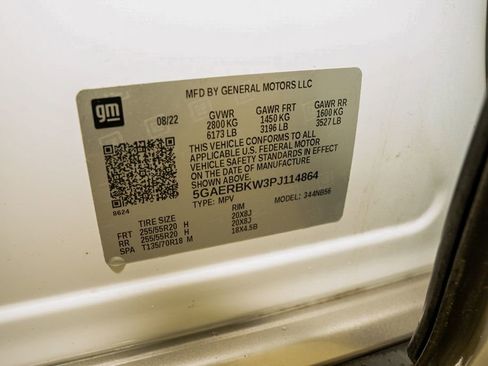 MFD BY GENERAL MOTORS LLC
gm
08/22
GVWR GAWR FRT GAWR RR
2800 KG 1450 KG 1600 KG
6173 LB 3196 LB 3527 LB
THIS VEHICLE CONFORMS TO ALL
APPLICABLE U.S. FEDERAL MOTOR
VEHICLE SAFETY STANDARDS IN EFFECT
ON THE DATE OF MANUFACTURE
SHOWN ABOVE.
5GAERBKW3PJ114864
TYPE: MPV MODEL: 344NB56
8624
TIRE SIZE RIM
FRT 255/55R20 H 20X8J
RR 255/55R20 H 20X8J
SPA T135/70R18 M 18X4.5B